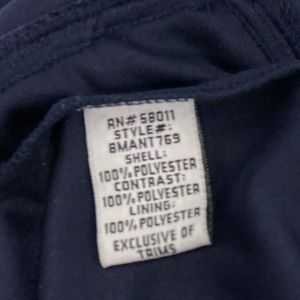 RN# 58011
STYLE#:
8MANT769
SHELL:
100% POLYESTER
CONTRAST:
100% POLYESTER
LINING:
100% POLYESTER
EXCLUSIVE OF
TRIMS